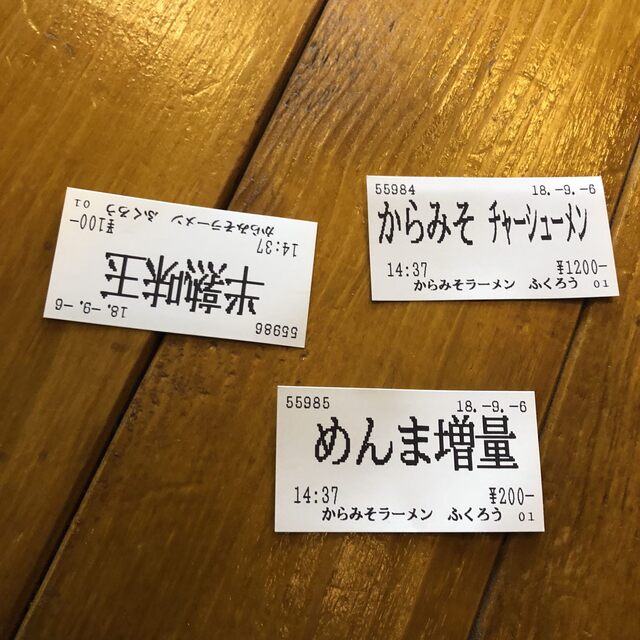 55984 18.-9.-6
からみそ チャーシューメン
14:37 ¥1200-
からみそラーメン ふくろう 01
55986 18.-9.-6
半熟味玉
14:37 ¥100-
からみそラーメン ふくろう 01
55985 18.-9.-6
めんま増量
14:37 ¥200-
からみそラーメン ふくろう 01